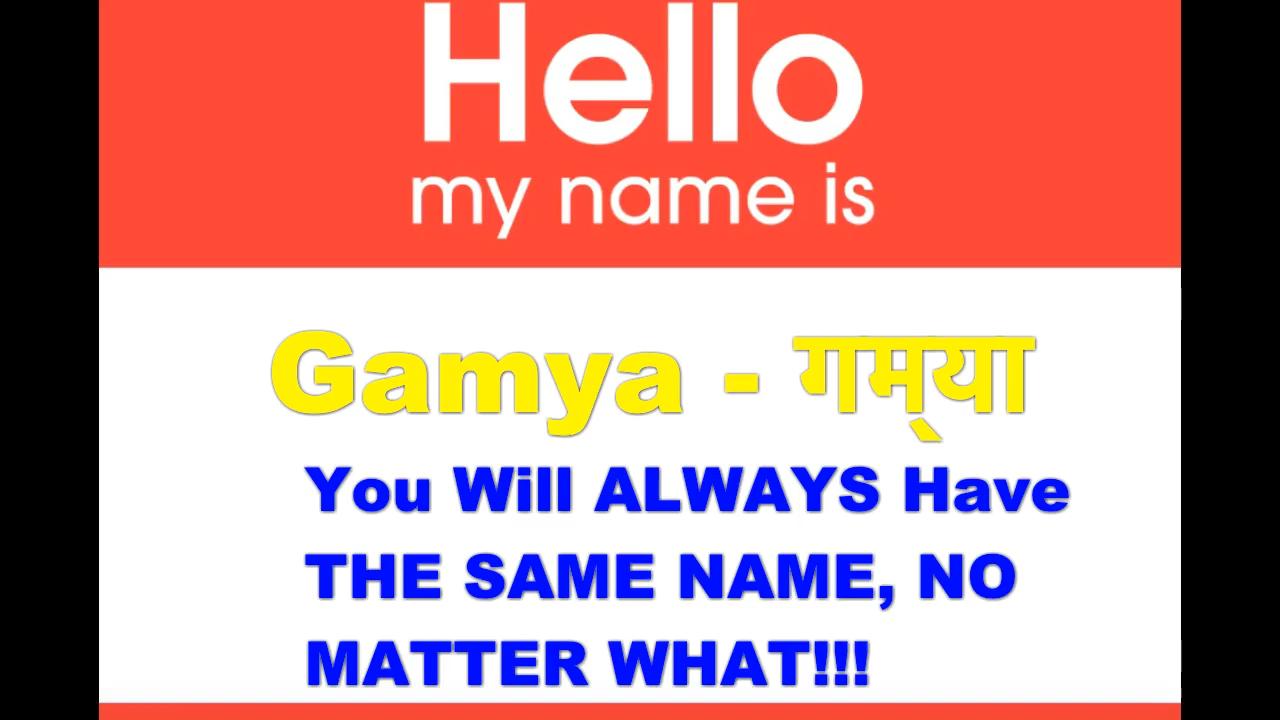 Hello
my name is
Gamya - गम्‌या
You Will ALWAYS Have
THE SAME NAME, NO
MATTER WHAT!!!